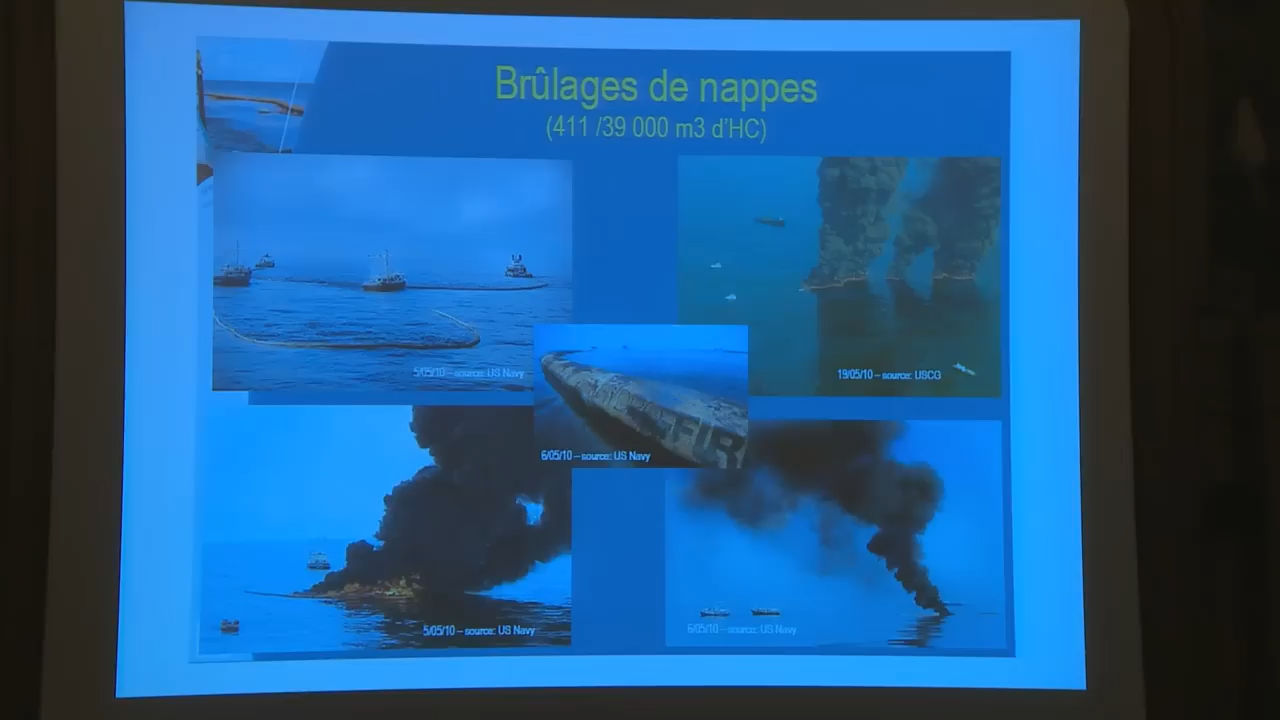 Brûlages de nappes
(411 /39 000 m3 d'HC)
5/05/10 – source: US Navy
19/05/10 – source: USCG
FIR
6/05/10 – source: US Navy
5/05/10 – source: US Navy
6/05/10 – source: US Navy